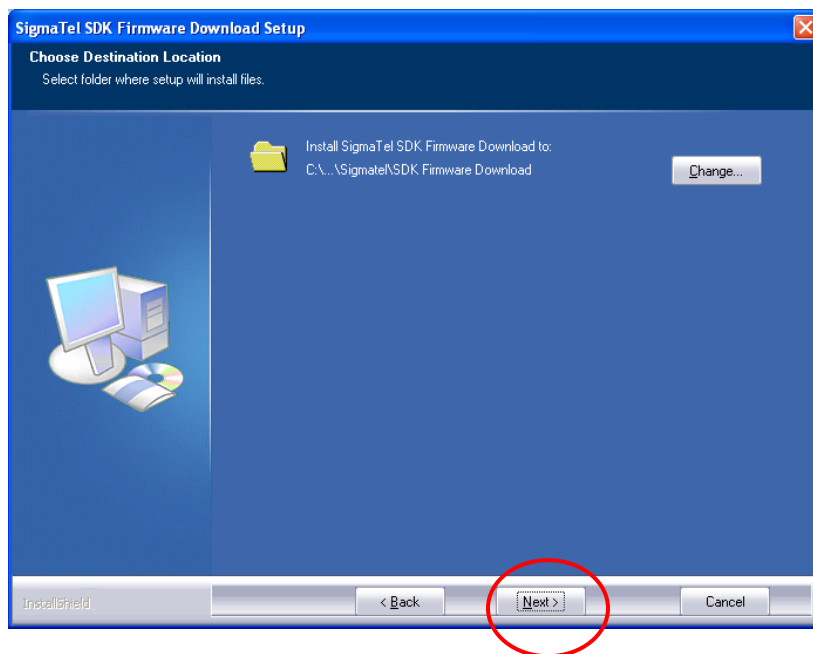 SigmaTel SDK Firmware Download Setup
Choose Destination Location
Select folder where setup will install files.
Install SigmaTel SDK Firmware Download to:
C:\...\Sigmatel\SDK Firmware Download
Change...
InstallShield
< Back
Next >
Cancel